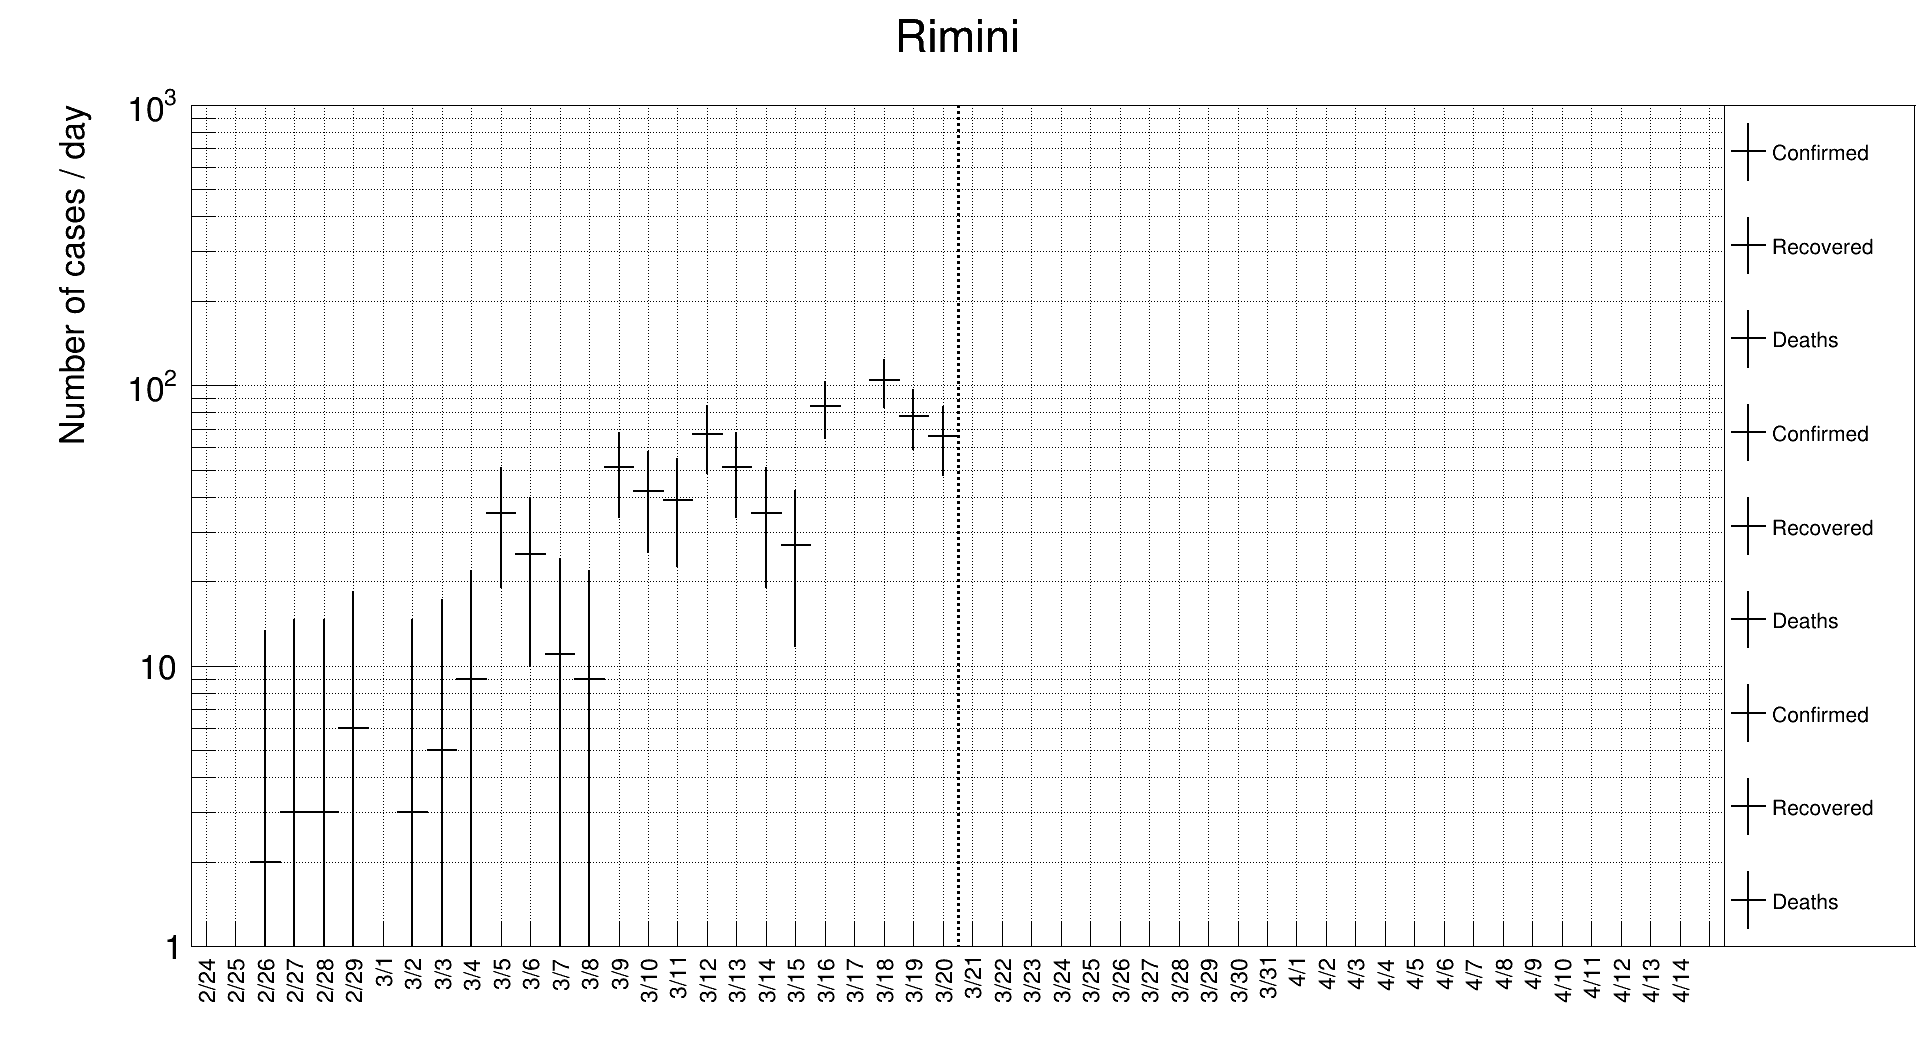 Rimini
Number of cases / day
10³
10²
10
1
2/24 2/25 2/26 2/27 2/28 2/29 3/1 3/2 3/3 3/4 3/5 3/6 3/7 3/8 3/9 3/10 3/11 3/12 3/13 3/14 3/15 3/16 3/17 3/18 3/19 3/20 3/21 3/22 3/23 3/24 3/25 3/26 3/27 3/28 3/29 3/30 3/31 4/1 4/2 4/3 4/4 4/5 4/6 4/7 4/8 4/9 4/10 4/11 4/12 4/13 4/14
Confirmed
Recovered
Deaths
Confirmed
Recovered
Deaths
Confirmed
Recovered
Deaths